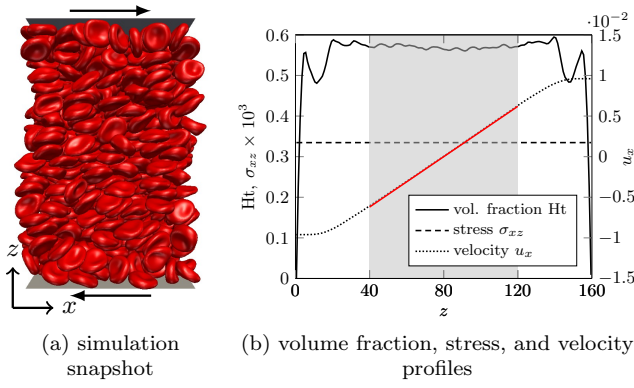 ·10⁻²
0.6
0.5
0.4
0.3
0.2
0.1
0
Ht, σxz × 10³
1.5
1
0.5
0
−0.5
−1
−1.5
ux
vol. fraction Ht
stress σxz
velocity ux
0 40 80 120 160
z
z
x
(a) simulation
snapshot
(b) volume fraction, stress, and velocity
profiles